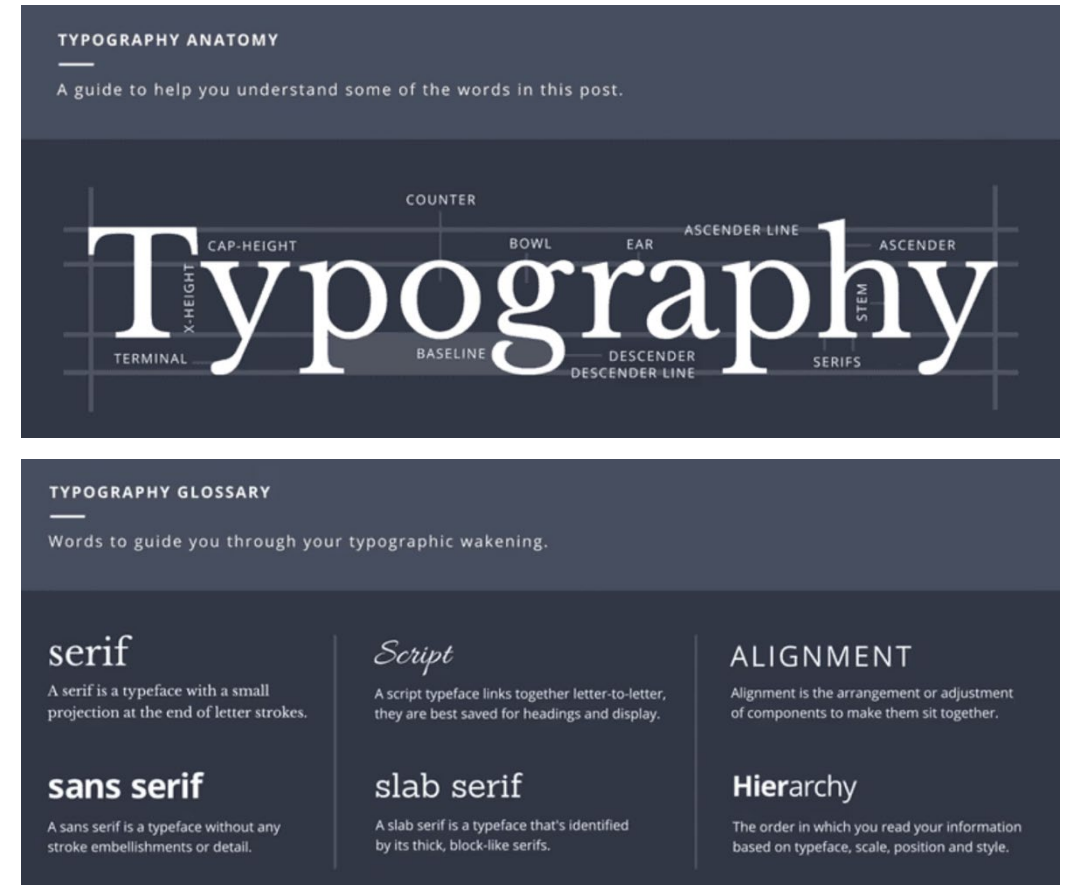 TYPOGRAPHY ANATOMY
A guide to help you understand some of the words in this post.
COUNTER
ASCENDER LINE
CAP-HEIGHT
BOWL
EAR
ASCENDER
Typography
X-HEIGHT
STEM
TERMINAL
BASELINE
DESCENDER
SERIFS
DESCENDER LINE
TYPOGRAPHY GLOSSARY
Words to guide you through your typographic wakening.
serif
A serif is a typeface with a small
projection at the end of letter strokes.
sans serif
A sans serif is a typeface without any
stroke embellishments or detail.
Script
A script typeface links together letter-to-letter,
they are best saved for headings and display.
slab serif
A slab serif is a typeface that's identified
by its thick, block-like serifs.
ALIGNMENT
Alignment is the arrangement or adjustment
of components to make them sit together.
Hierarchy
The order in which you read your information
based on typeface, scale, position and style.